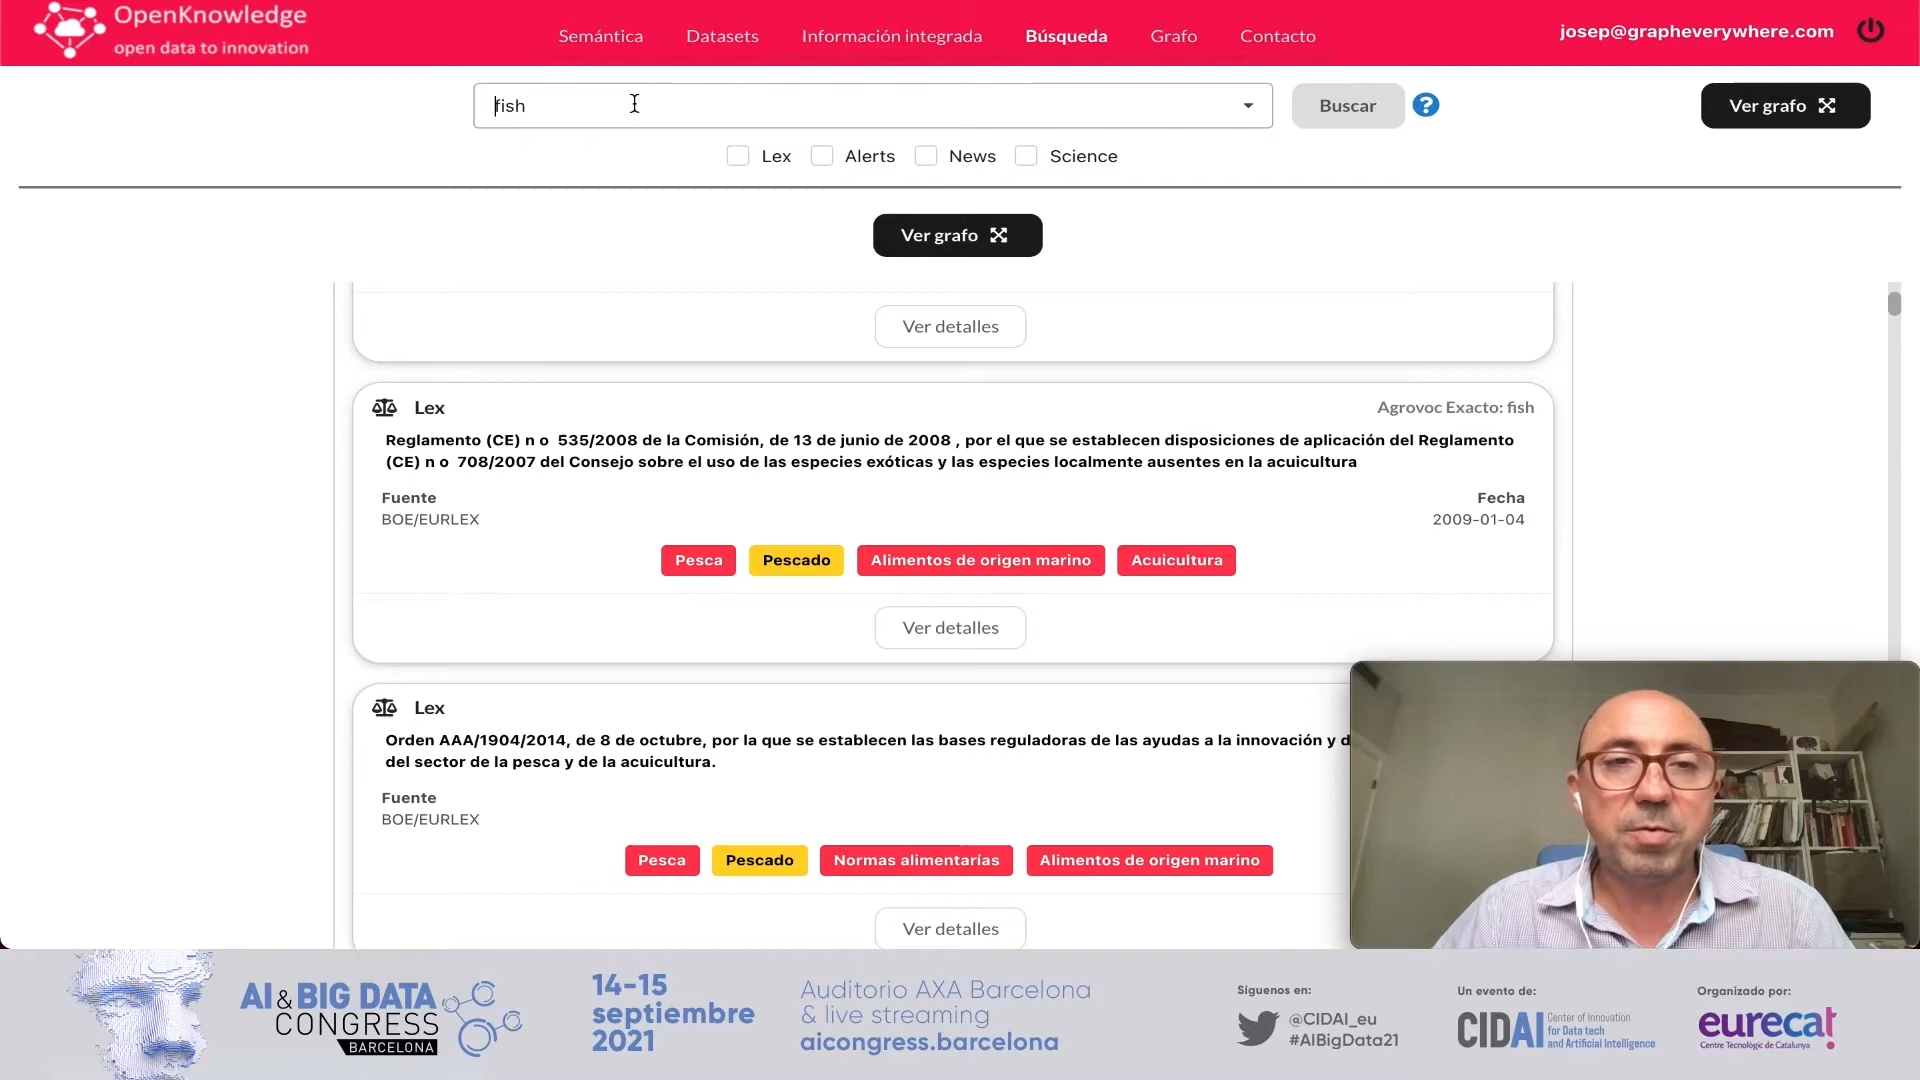 OpenKnowledge
open data to innovation
Semántica Datasets Información integrada Búsqueda Grafo Contacto
josep@grapheverywhere.com
fish
Buscar
?
Ver grafo
Lex Alerts News Science
Ver grafo
Ver detalles
Lex
Agrovoc Exacto: fish
Reglamento (CE) n o 535/2008 de la Comisión, de 13 de junio de 2008 , por el que se establecen disposiciones de aplicación del Reglamento
(CE) n o 708/2007 del Consejo sobre el uso de las especies exóticas y las especies localmente ausentes en la acuicultura
Fuente
Fecha
BOE/EURLEX
2009-01-04
Pesca Pescado Alimentos de origen marino Acuicultura
Ver detalles
Lex
Orden AAA/1904/2014, de 8 de octubre, por la que se establecen las bases reguladoras de las ayudas a la innovación y d
del sector de la pesca y de la acuicultura.
Fuente
BOE/EURLEX
Pesca Pescado Normas alimentarías Alimentos de origen marino
Ver detalles
AI & BIG DATA
CONGRESS
BARCELONA
14-15
septiembre
2021
Auditorio AXA Barcelona
& live streaming
aicongress.barcelona
Síguenos en:
@CIDAI_eu
#AIBigData21
Un evento de:
CIDAI
Center of Innovation
for Data tech
and Artificial Intelligence
Organizado por:
eurecat
Centre Tecnològic de Catalunya